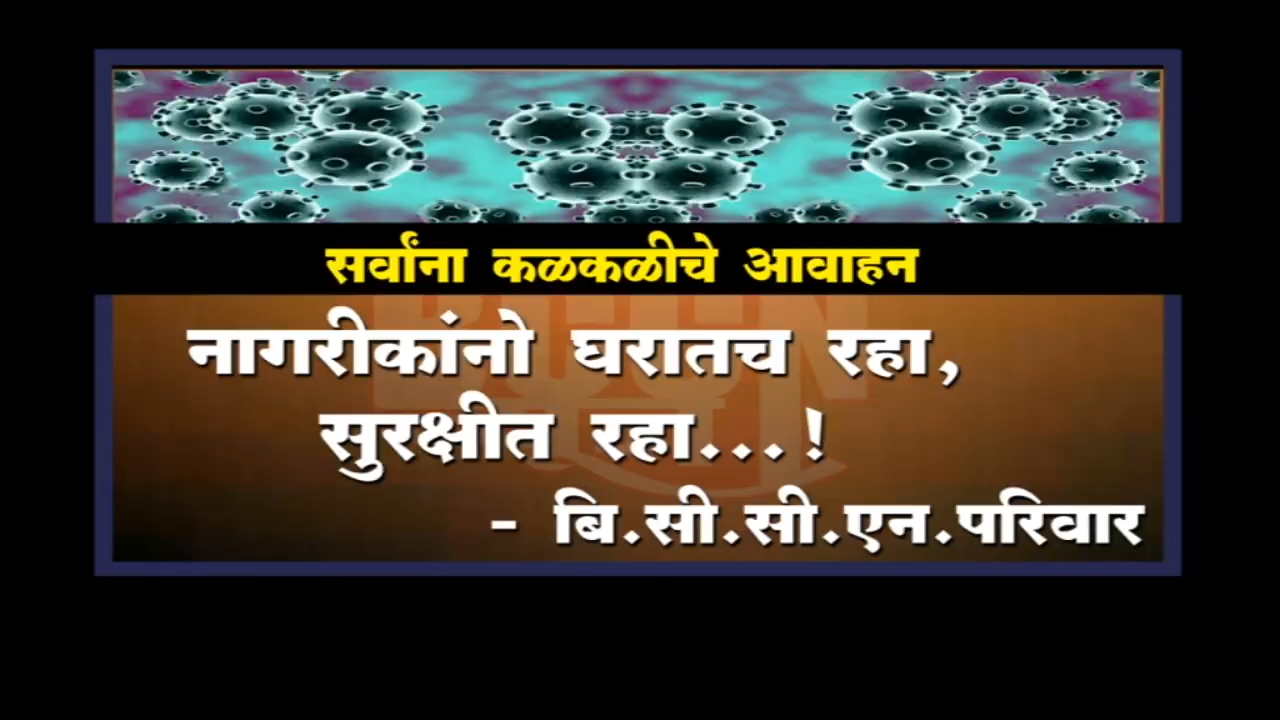 सर्वांना कळकळीचे आवाहन
नागरीकांनो घरातच रहा,
सुरक्षीत रहा...!
- बि.सी.सी.एन.परिवार